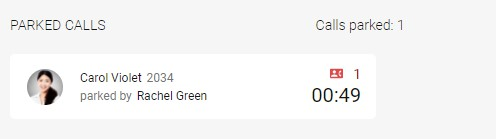 PARKED CALLS
Calls parked: 1
Carol Violet 2034
1
parked by Rachel Green
00:49